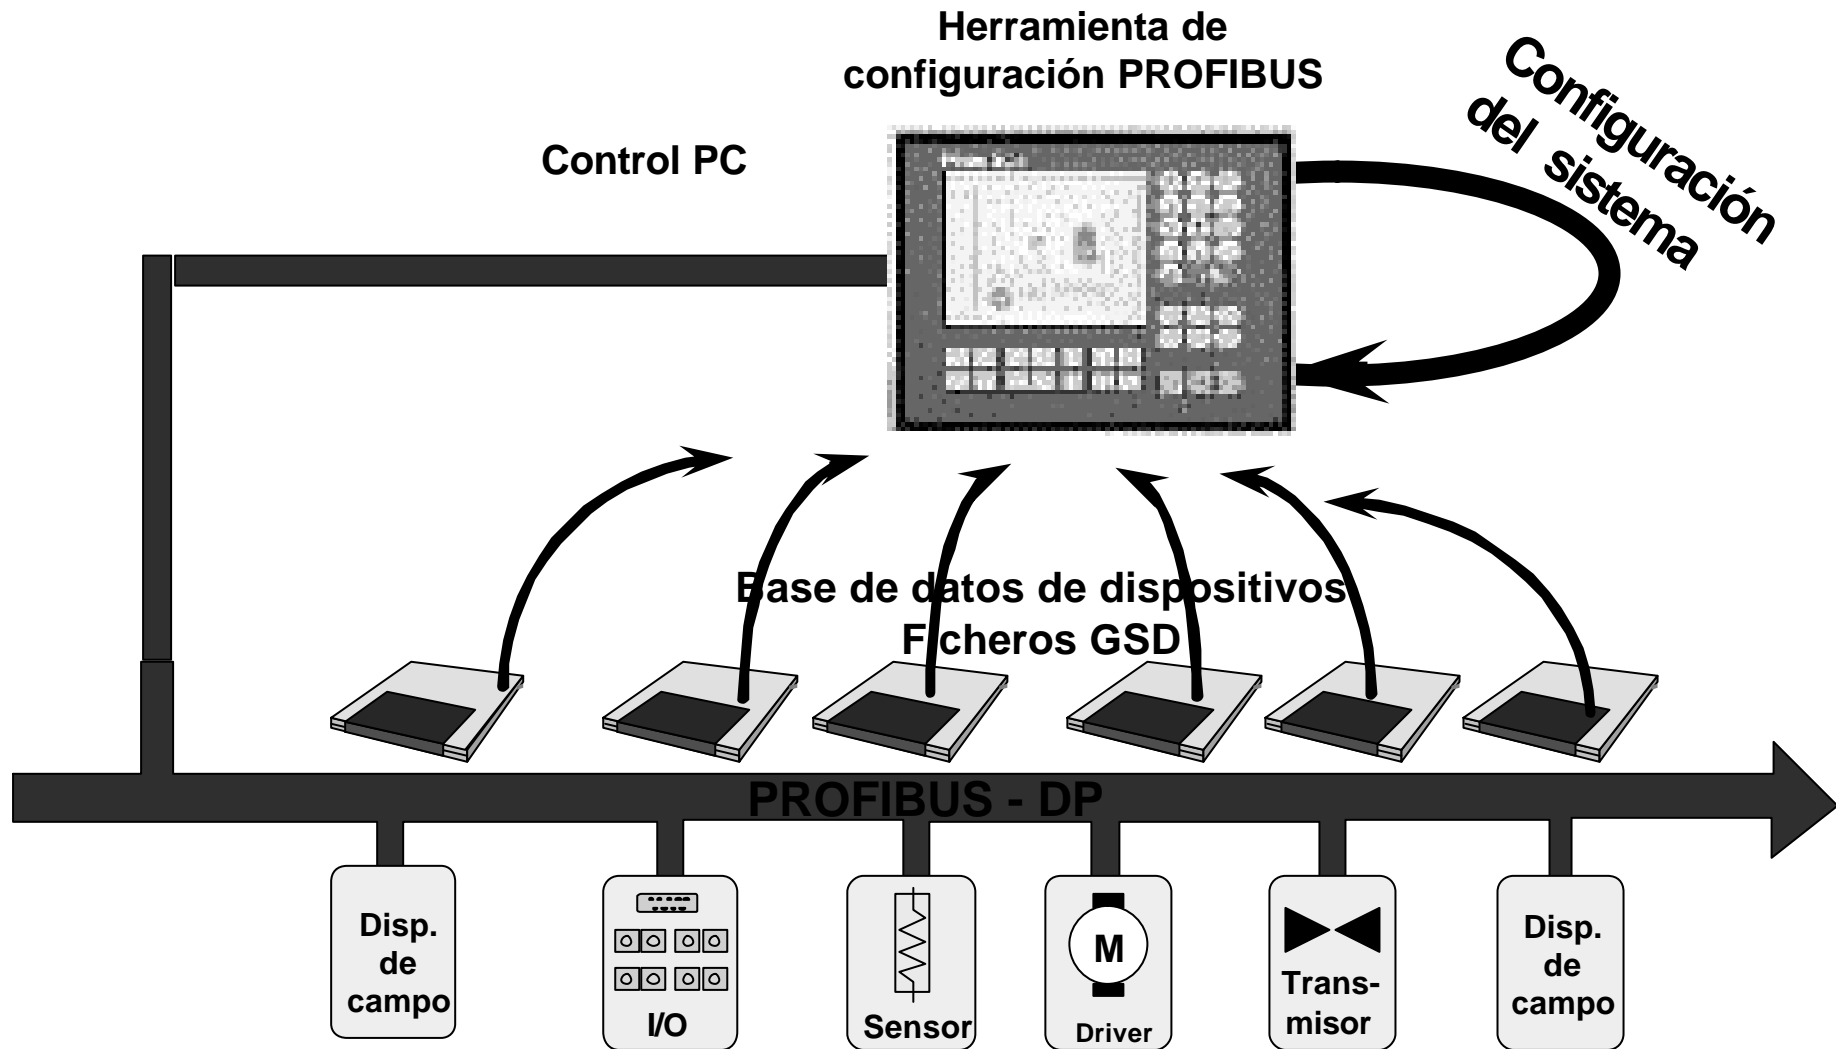 Herramienta de
configuración PROFIBUS
Configuración
del sistema
Control PC
Base de datos de dispositivos
Ficheros GSD
PROFIBUS - DP
Disp.
de
campo
I/O
Sensor
M
Driver
Trans-
misor
Disp.
de
campo